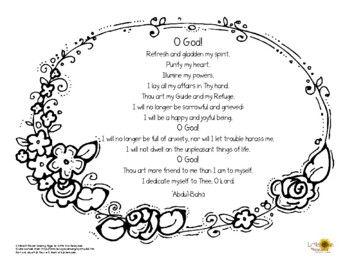 O God!
Refresh and gladden my spirit.
Purify my heart.
Illumine my powers.
I lay all my affairs in Thy hand.
Thou art my Guide and my Refuge.
I will no longer be sorrowful and grieved;
I will be a happy and joyful being.
O God!
I will no longer be full of anxiety, nor will I let trouble harass me.
I will not dwell on the unpleasant things of life.
O God!
Thou art more friend to me than I am to myself.
I dedicate myself to Thee, O Lord.
'Abdu'l-Baha